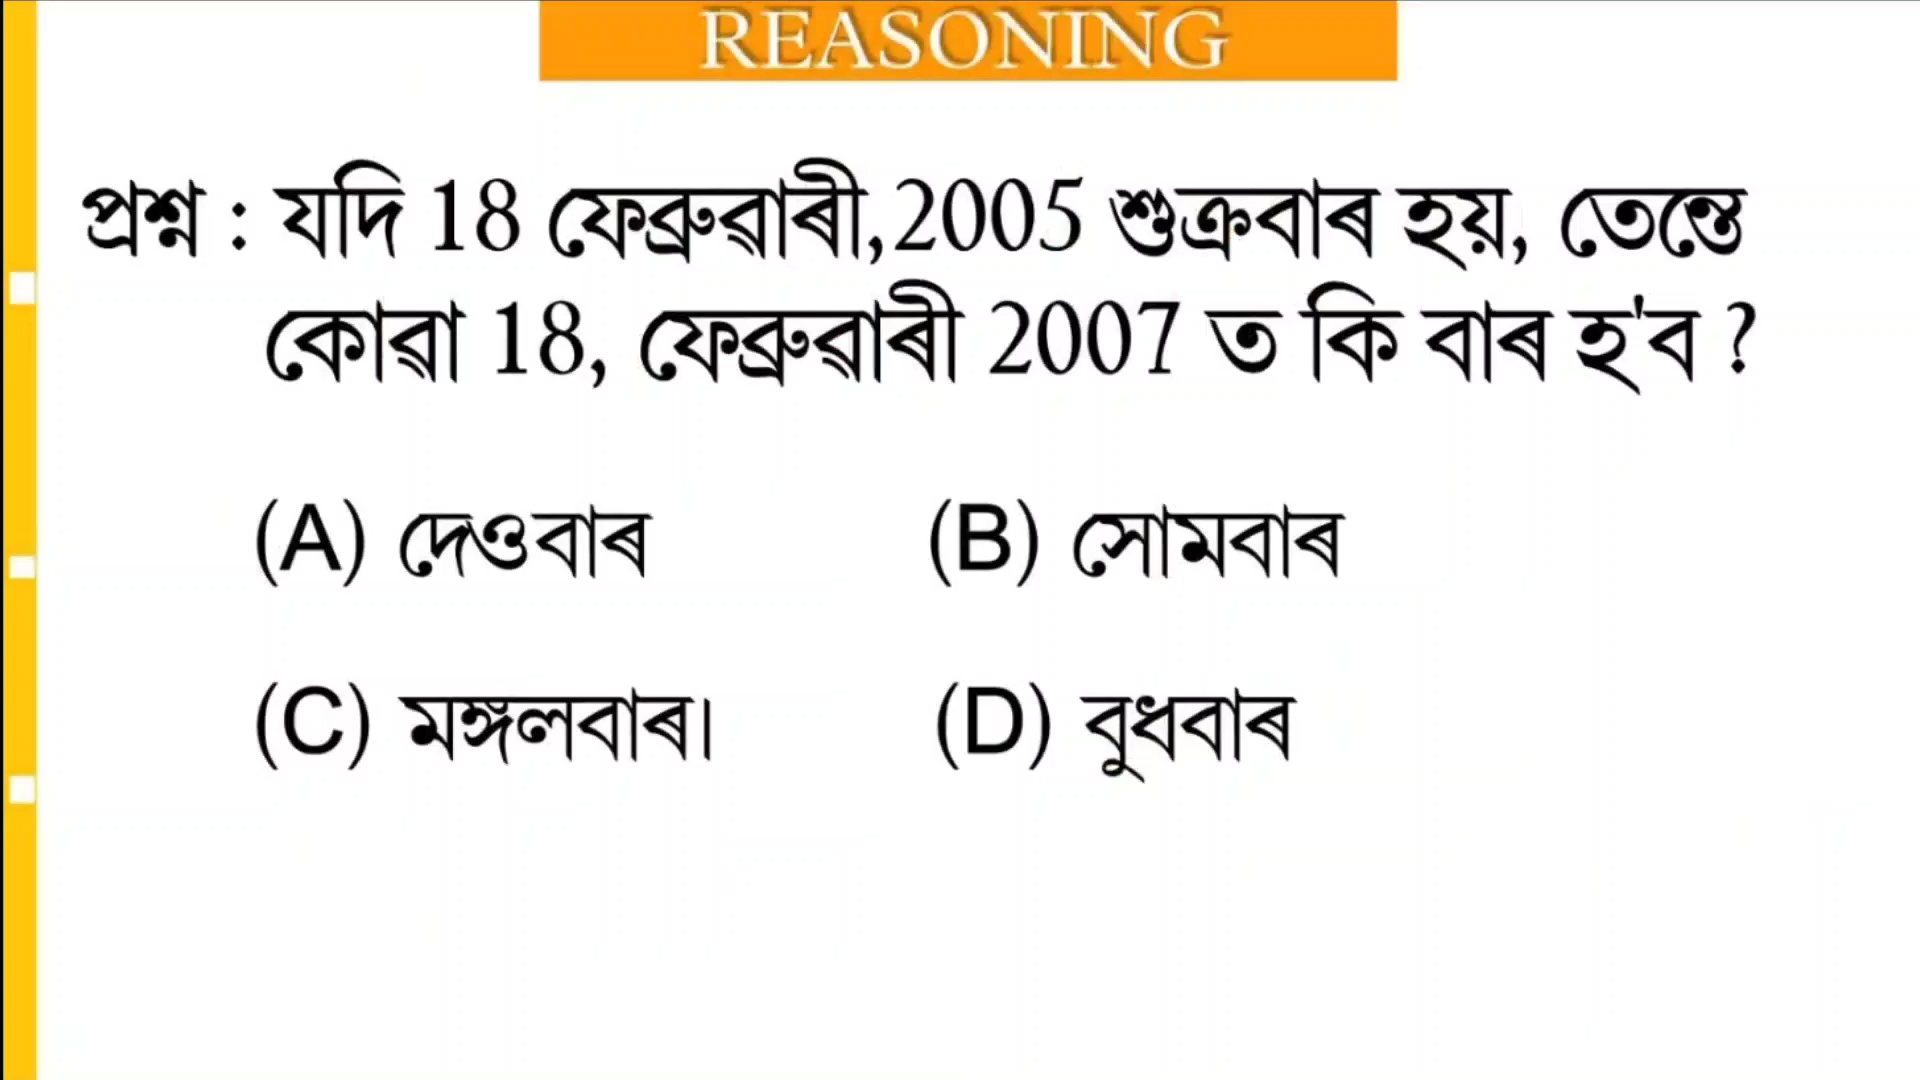 REASONING
প্ৰশ্ন : যদি 18 ফেব্ৰুৱাৰী,2005 শুক্ৰবাৰ হয়, তেন্তে
কোৱা 18, ফেব্ৰুৱাৰী 2007 ত কি বাৰ হ'ব ?
(A) দেওবাৰ (B) সোমবাৰ
(C) মঙ্গলবাৰ। (D) বুধবাৰ